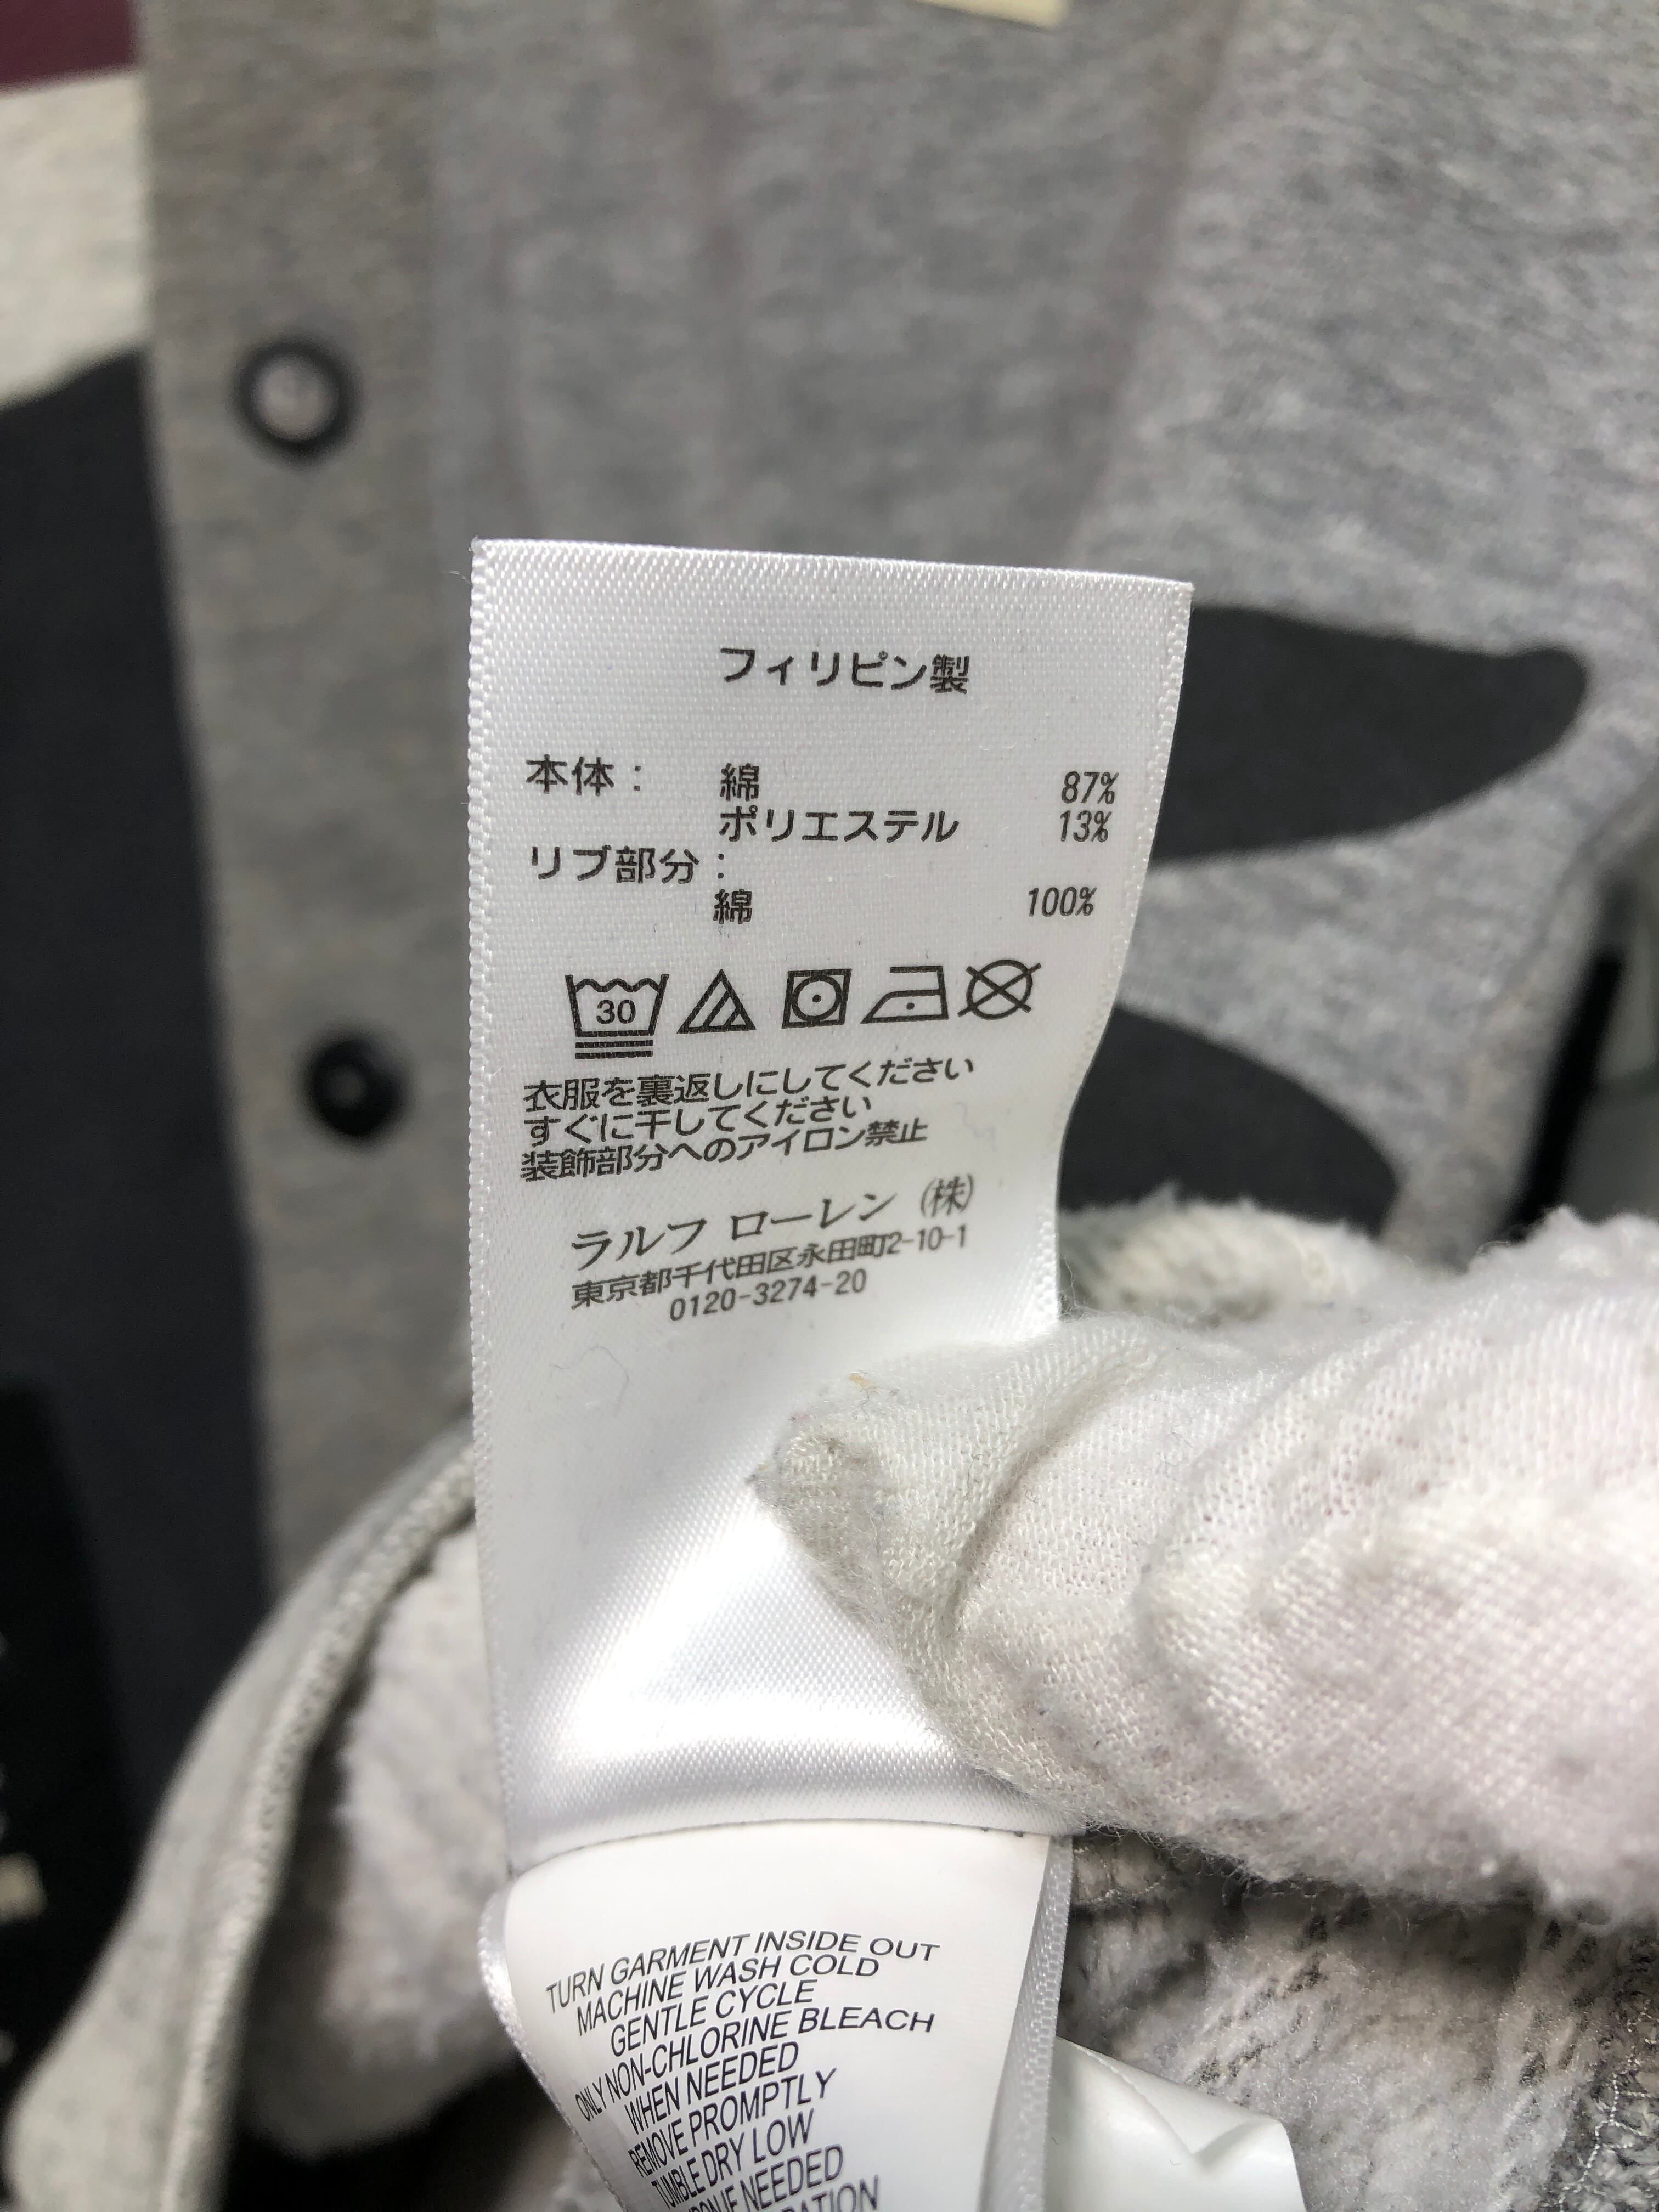 フィリピン製
本体： 綿 87%
ポリエステル 13%
リブ部分：
綿 100%
30
衣服を裏返しにしてください
すぐに干してください
装飾部分へのアイロン禁止
ラルフ ローレン (株)
東京都千代田区永田町2-10-1
0120-3274-20
TURN GARMENT INSIDE OUT
MACHINE WASH COLD
GENTLE CYCLE
ONLY NON-CHLORINE BLEACH
WHEN NEEDED
REMOVE PROMPTLY
TUMBLE DRY LOW
IF NEEDED